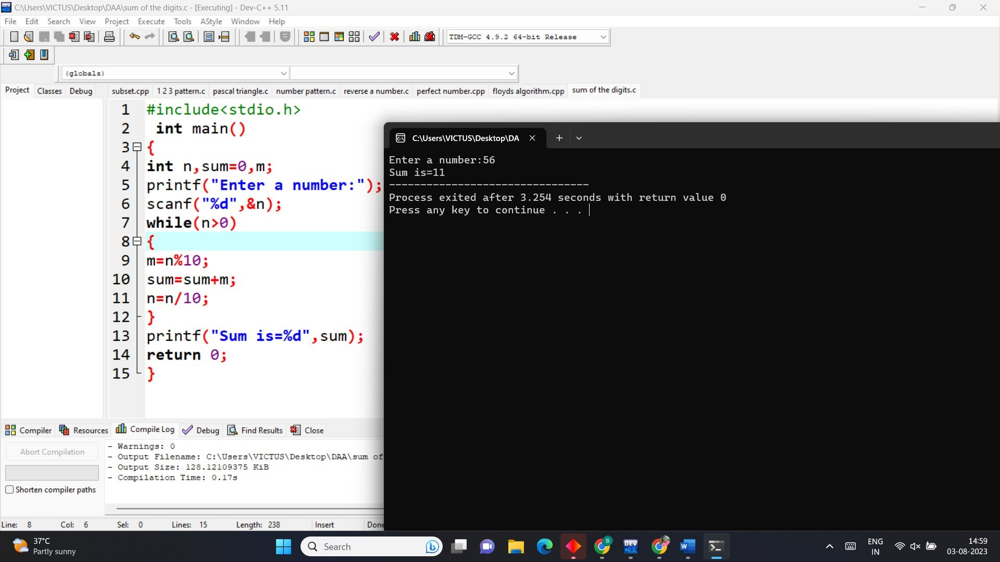 C:\Users\VICTUS\Desktop\DAA\sum of the digits.c - [Executing] - Dev-C++ 5.11
File Edit Search View Project Execute Tools AStyle Window Help
TDM-GCC 4.9.2 64-bit Release
(globals)
Project Classes Debug
subset.cpp 1 2 3 pattern.c pascal triangle.c number pattern.c reverse a number.c perfect number.cpp floyds algorithm.cpp sum of the digits.c
1 #include<stdio.h>
2 int main()
3 {
4 int n,sum=0,m;
5 printf("Enter a number:");
6 scanf("%d",&n);
7 while(n>0)
8 {
9 m=n%10;
10 sum=sum+m;
11 n=n/10;
12 }
13 printf("Sum is=%d",sum);
14 return 0;
15 }
C:\Users\VICTUS\Desktop\DA
Enter a number:56
Sum is=11
--------------------------------
Process exited after 3.254 seconds with return value 0
Press any key to continue . . .
Compiler Resources Compile Log Debug Find Results Close
Abort Compilation
Shorten compiler paths
- Warnings: 0
- Output Filename: C:\Users\VICTUS\Desktop\DAA\sum of
- Output Size: 128.12109375 KiB
- Compilation Time: 0.17s
Line: 8 Col: 6 Sel: 0 Lines: 15 Length: 238 Insert Done
37°C
Partly sunny
Search
B
DEV
W
ENG
IN
14:59
03-08-2023